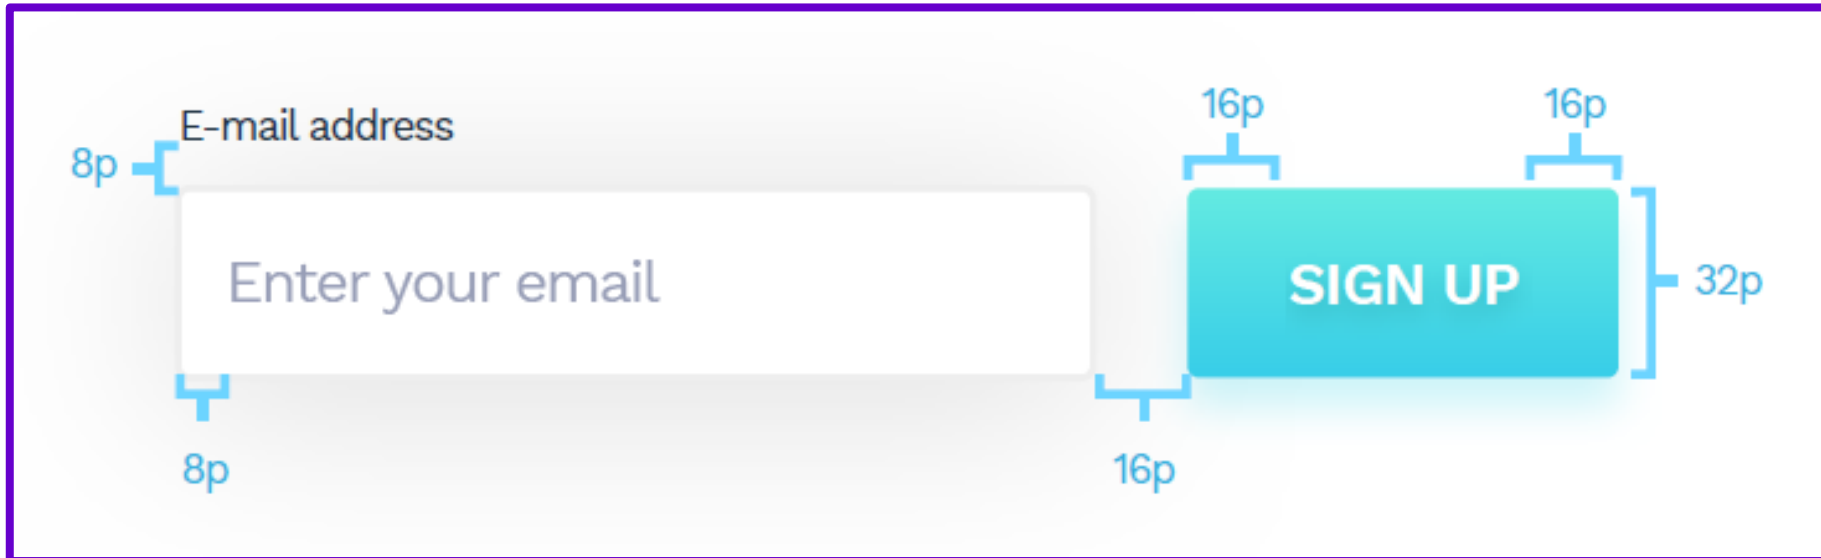 16p 16p
E-mail address
8p
Enter your email SIGN UP 32p
8p 16p